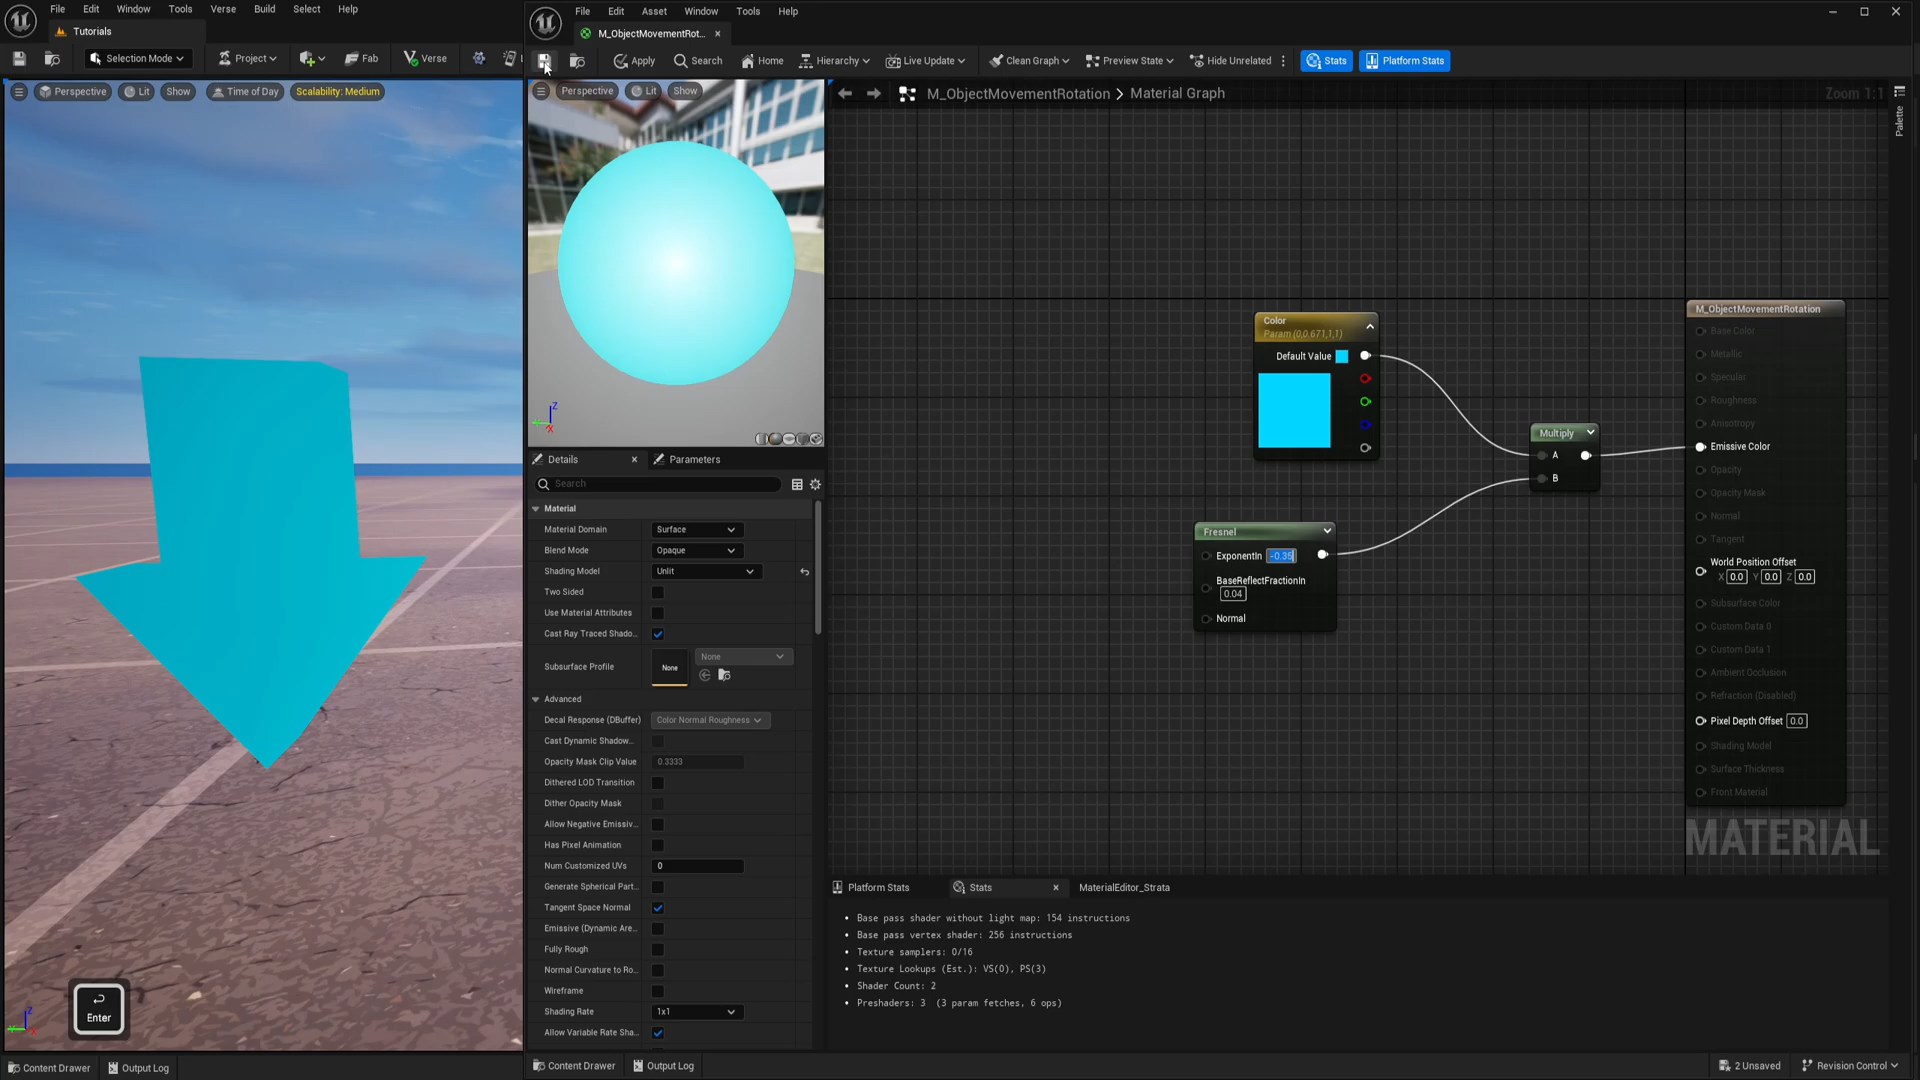 File Edit Window Tools Verse Build Select Help
Tutorials
Selection Mode Project Fab Verse
Perspective Lit Show Time of Day Scalability: Medium
Enter
Content Drawer Output Log
File Edit Asset Window Tools Help
M_ObjectMovementRot...
Apply Search Home Hierarchy Live Update Clean Graph Preview State Hide Unrelated Stats Platform Stats
Perspective Lit Show
M_ObjectMovementRotation > Material Graph
Zoom 1:1
Palette
Details Parameters
Search
Material
Material Domain Surface
Blend Mode Opaque
Shading Model Unlit
Two Sided
Use Material Attributes
Cast Ray Traced Shado...
Subsurface Profile None None
Advanced
Decal Response (DBuffer) Color Normal Roughness
Cast Dynamic Shadow...
Opacity Mask Clip Value 0.3333
Dithered LOD Transition
Dither Opacity Mask
Allow Negative Emissiv...
Has Pixel Animation
Num Customized UVs 0
Generate Spherical Part...
Tangent Space Normal
Emissive (Dynamic Are...
Fully Rough
Normal Curvature to Ro...
Wireframe
Shading Rate 1x1
Allow Variable Rate Sha...
Color
Param (0,0.671,1,1)
Default Value
Multiply
A
B
Fresnel
ExponentIn -0.35
BaseReflectFractionIn
0.04
Normal
M_ObjectMovementRotation
Base Color
Metallic
Specular
Roughness
Anisotropy
Emissive Color
Opacity
Opacity Mask
Normal
Tangent
World Position Offset
X 0.0 Y 0.0 Z 0.0
Subsurface Color
Custom Data 0
Custom Data 1
Ambient Occlusion
Refraction (Disabled)
Pixel Depth Offset 0.0
Shading Model
Surface Thickness
Front Material
MATERIAL
Platform Stats Stats MaterialEditor_Strata
• Base pass shader without light map: 154 instructions
• Base pass vertex shader: 256 instructions
• Texture samplers: 0/16
• Texture Lookups (Est.): VS(0), PS(3)
• Shader Count: 2
• Preshaders: 3 (3 param fetches, 6 ops)
Content Drawer Output Log
2 Unsaved Revision Control